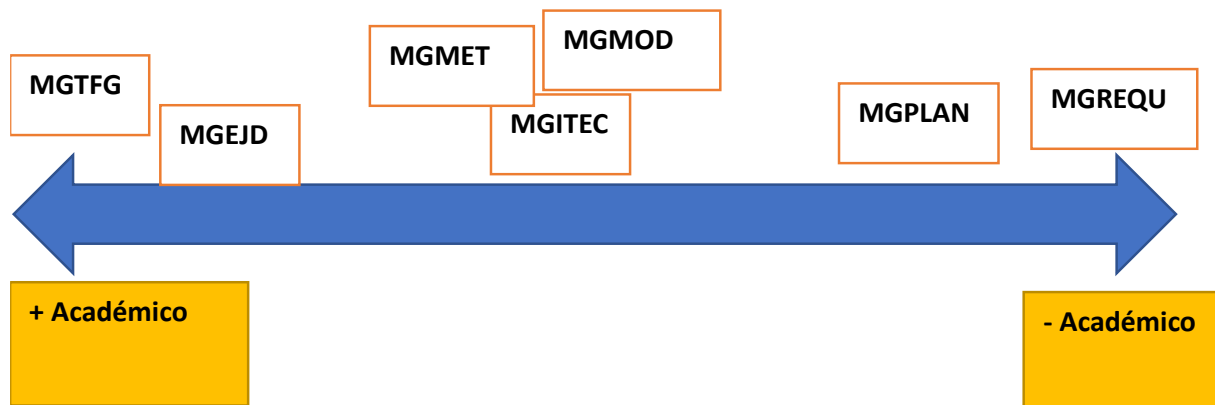 MGTFG
MGEJD
MGMET
MGMOD
MGITEC
MGPLAN
MGREQU
+ Académico
- Académico